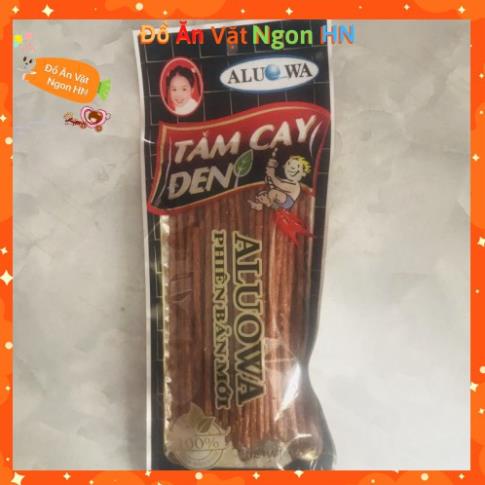 Đồ Ăn Vặt Ngon HN
Đồ Ăn Vặt
Ngon HN
ALUOWA
TĂM CAY
ĐEN
ALUOWA
PHIÊN BẢN MỚI
100%